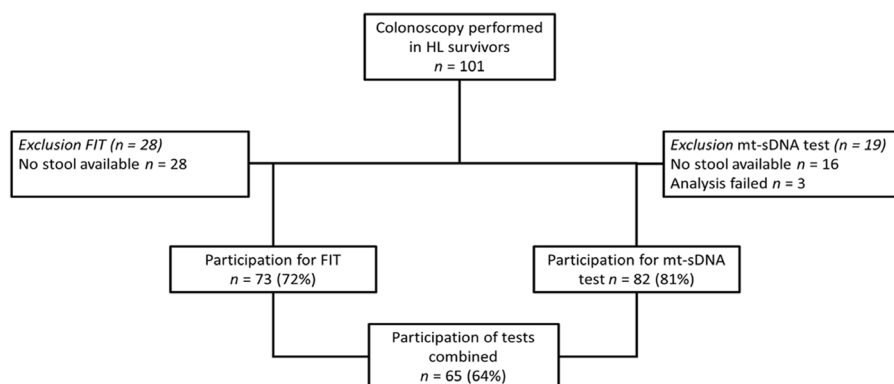 Colonoscopy performed
in HL survivors
n = 101
Exclusion FIT (n = 28)
No stool available n = 28
Exclusion mt-sDNA test (n = 19)
No stool available n = 16
Analysis failed n = 3
Participation for FIT
n = 73 (72%)
Participation for mt-sDNA
test n = 82 (81%)
Participation of tests
combined
n = 65 (64%)